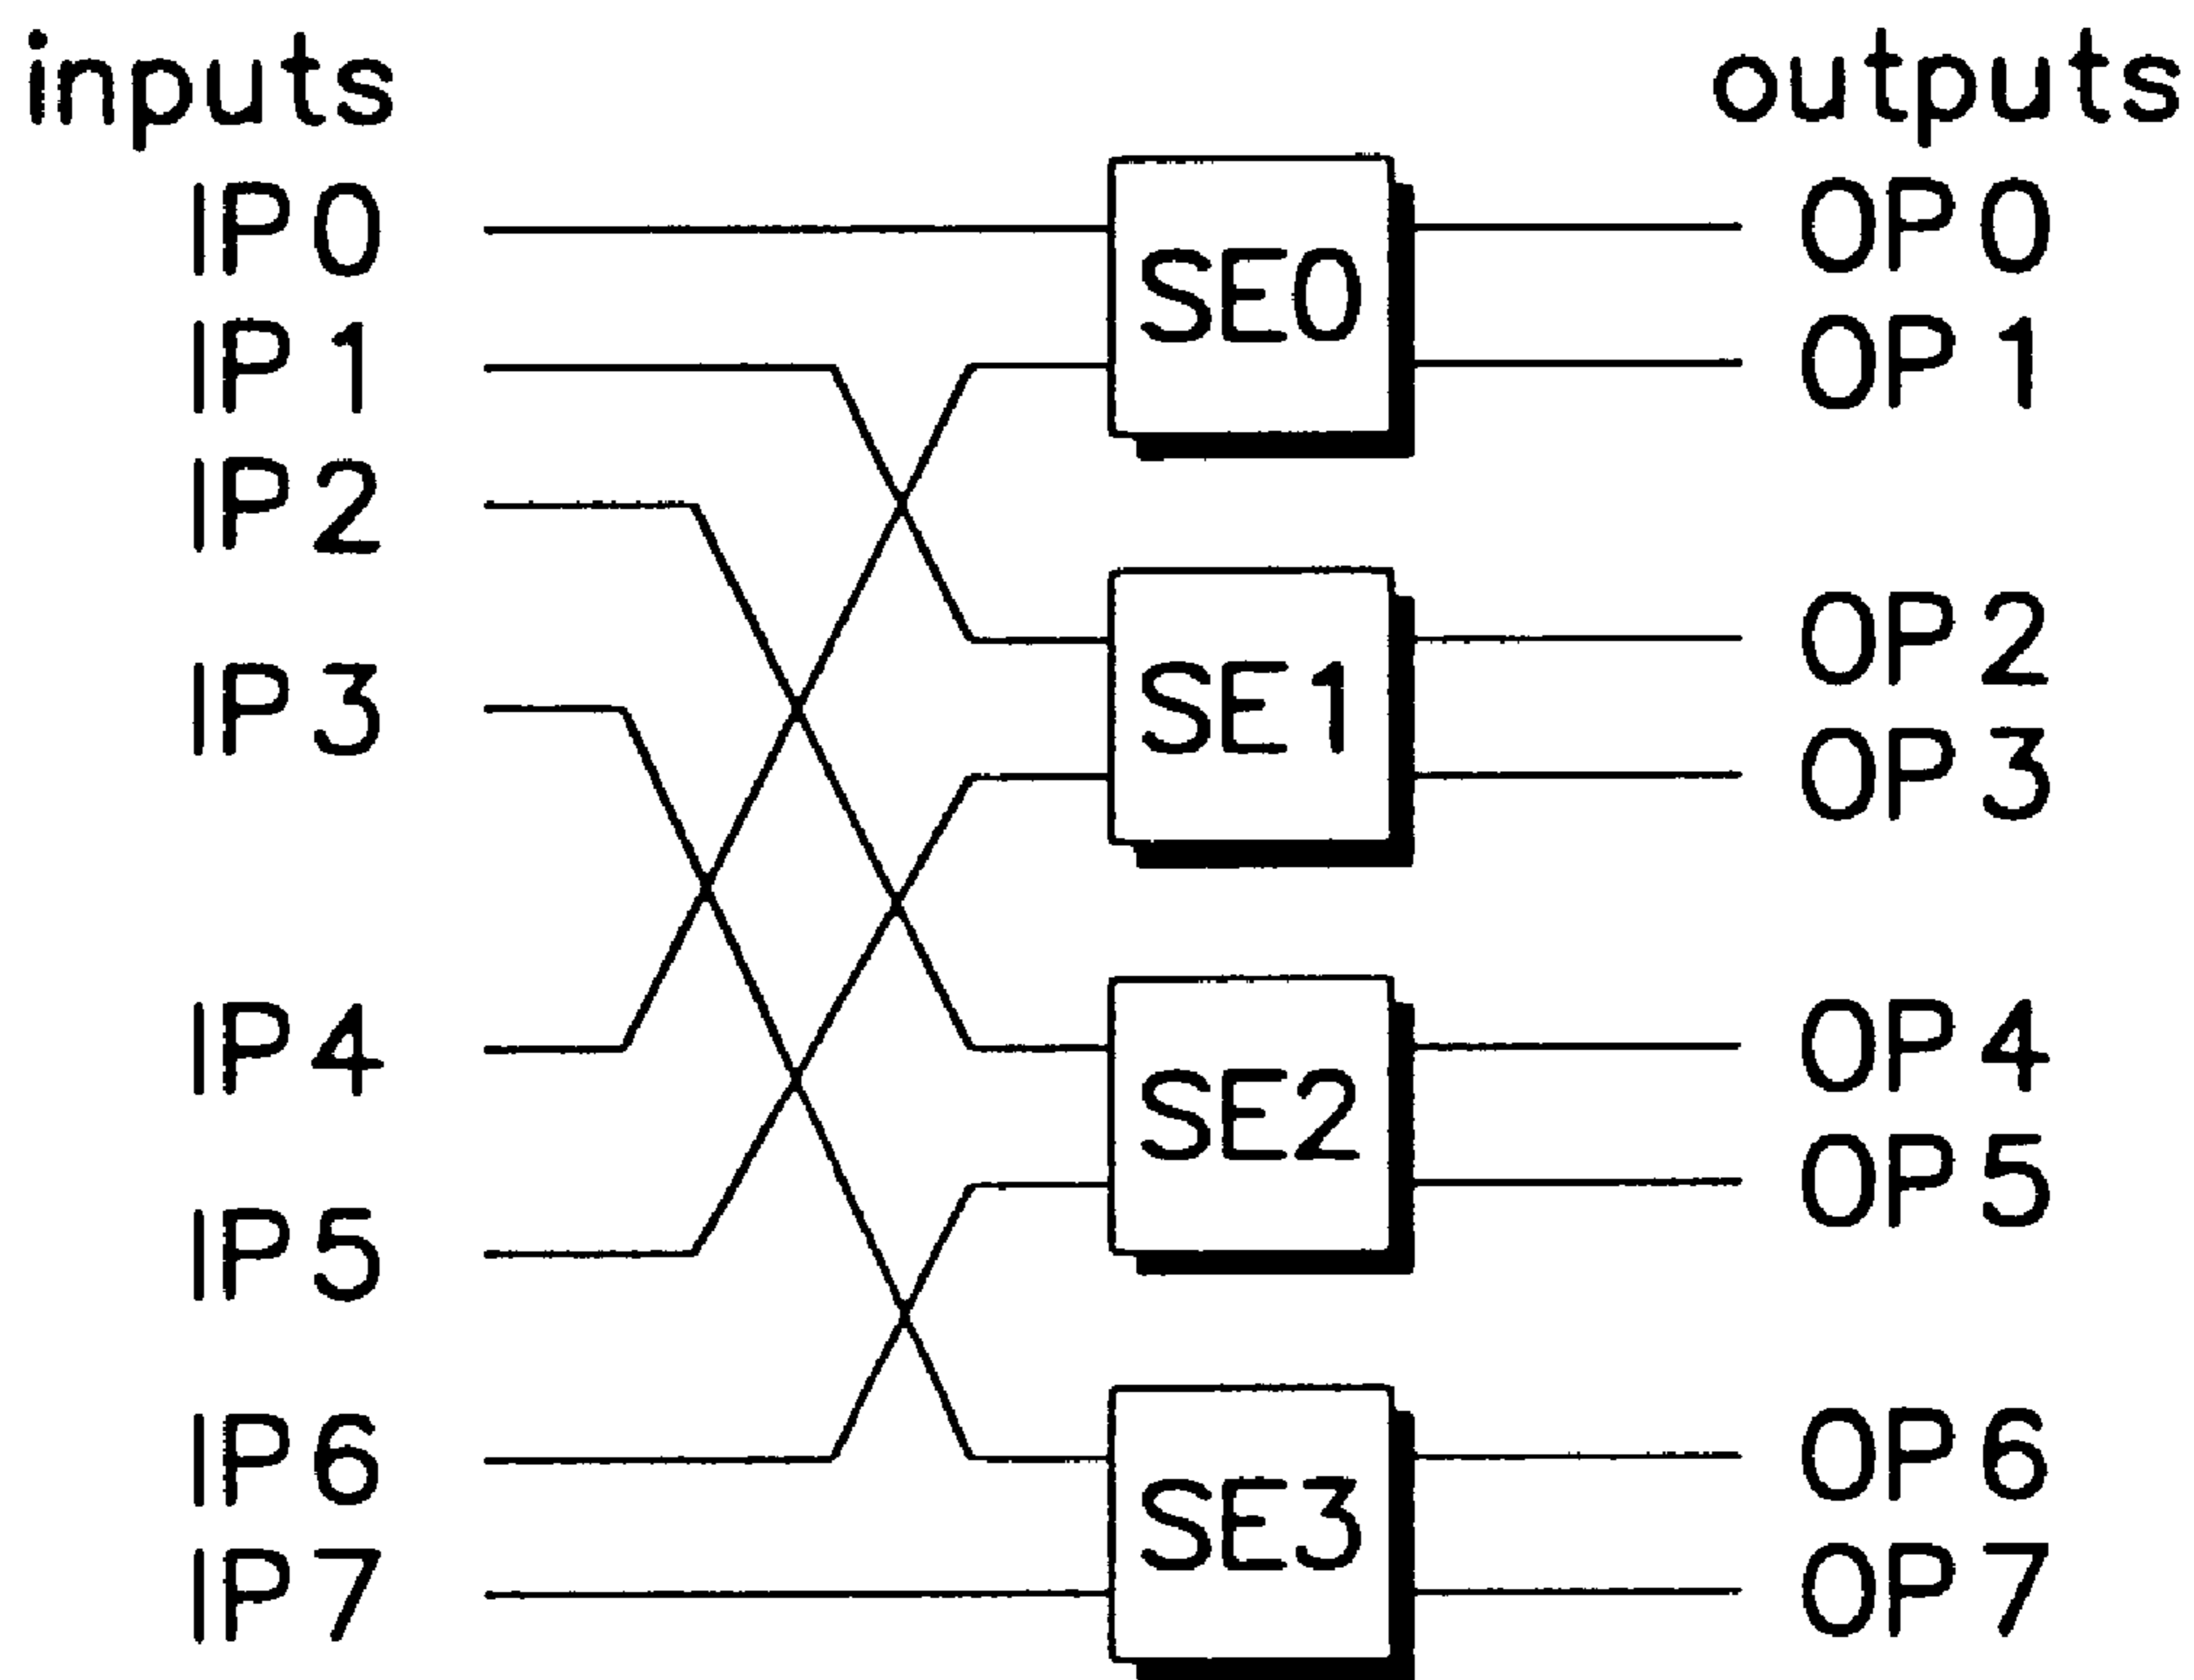 inputs outputs
IP0 OP0
SE0
IP1 OP1
IP2
OP2
IP3 SE1
OP3
IP4 OP4
SE2
OP5
IP5
IP6 OP6
SE3
IP7 OP7